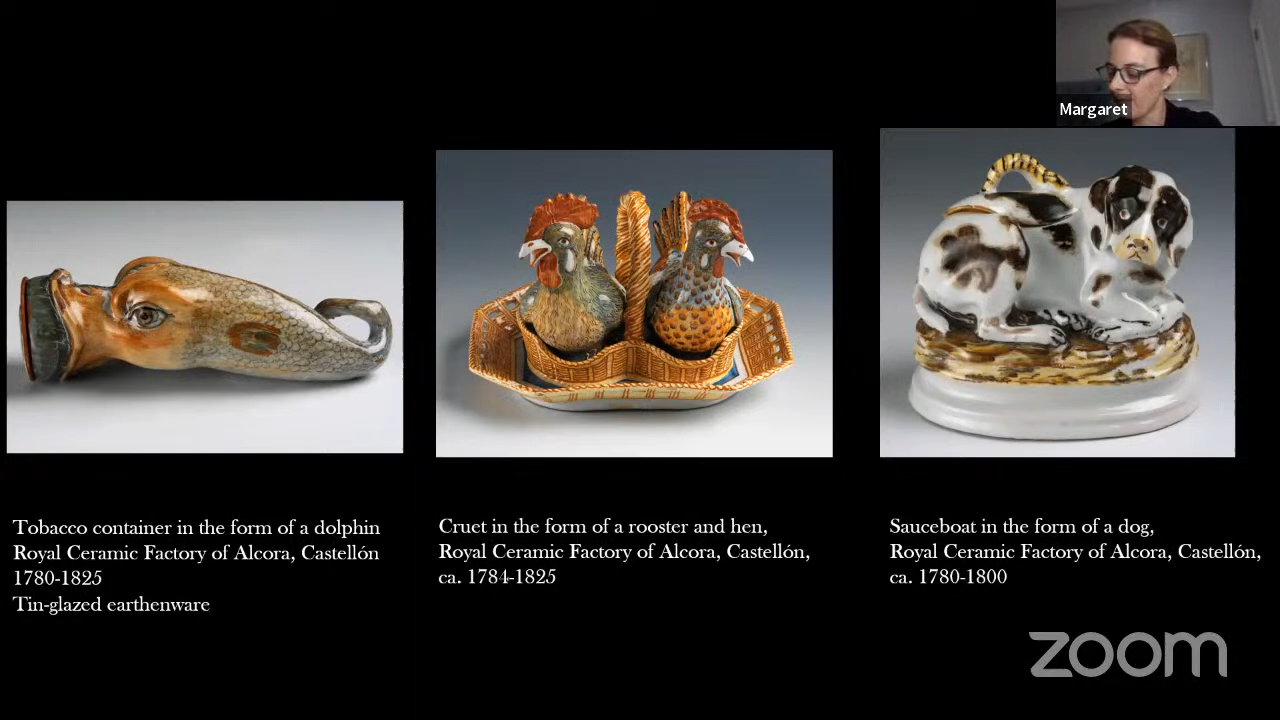 Margaret
Tobacco container in the form of a dolphin
Royal Ceramic Factory of Alcora, Castellón
1780-1825
Tin-glazed earthenware
Cruet in the form of a rooster and hen,
Royal Ceramic Factory of Alcora, Castellón,
ca. 1784-1825
Sauceboat in the form of a dog,
Royal Ceramic Factory of Alcora, Castellón,
ca. 1780-1800
zoom